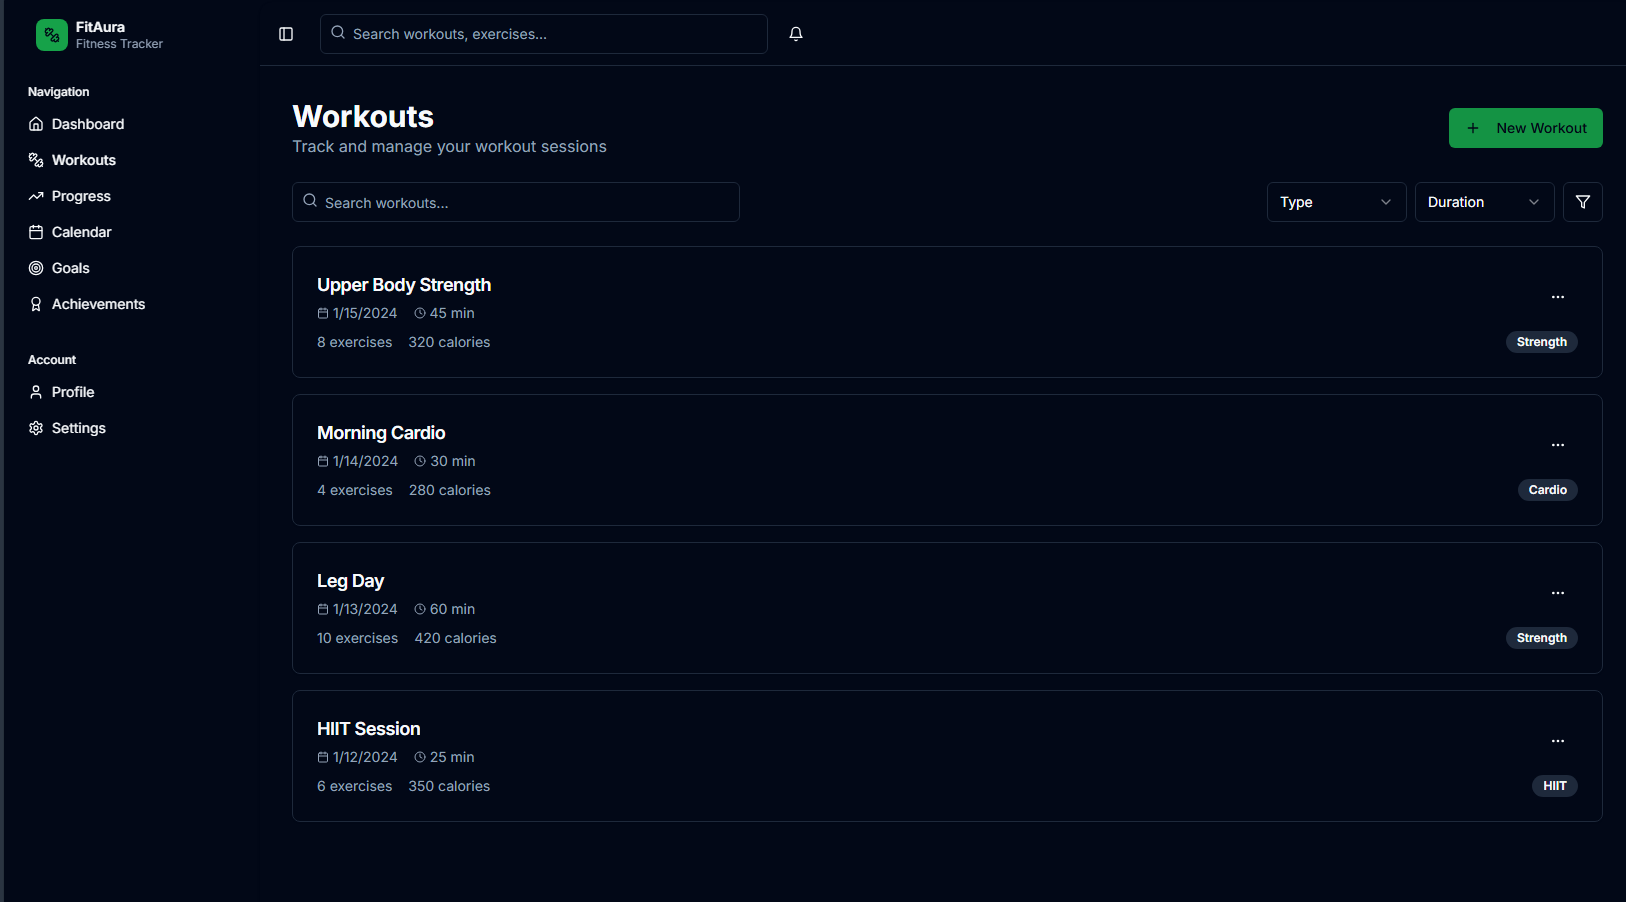 FitAura
Fitness Tracker
Navigation
Dashboard
Workouts
Progress
Calendar
Goals
Achievements
Account
Profile
Settings
Search workouts, exercises...
Workouts
Track and manage your workout sessions
New Workout
Search workouts...
Type
Duration
Upper Body Strength
1/15/2024 45 min
8 exercises 320 calories
Strength
Morning Cardio
1/14/2024 30 min
4 exercises 280 calories
Cardio
Leg Day
1/13/2024 60 min
10 exercises 420 calories
Strength
HIIT Session
1/12/2024 25 min
6 exercises 350 calories
HIIT